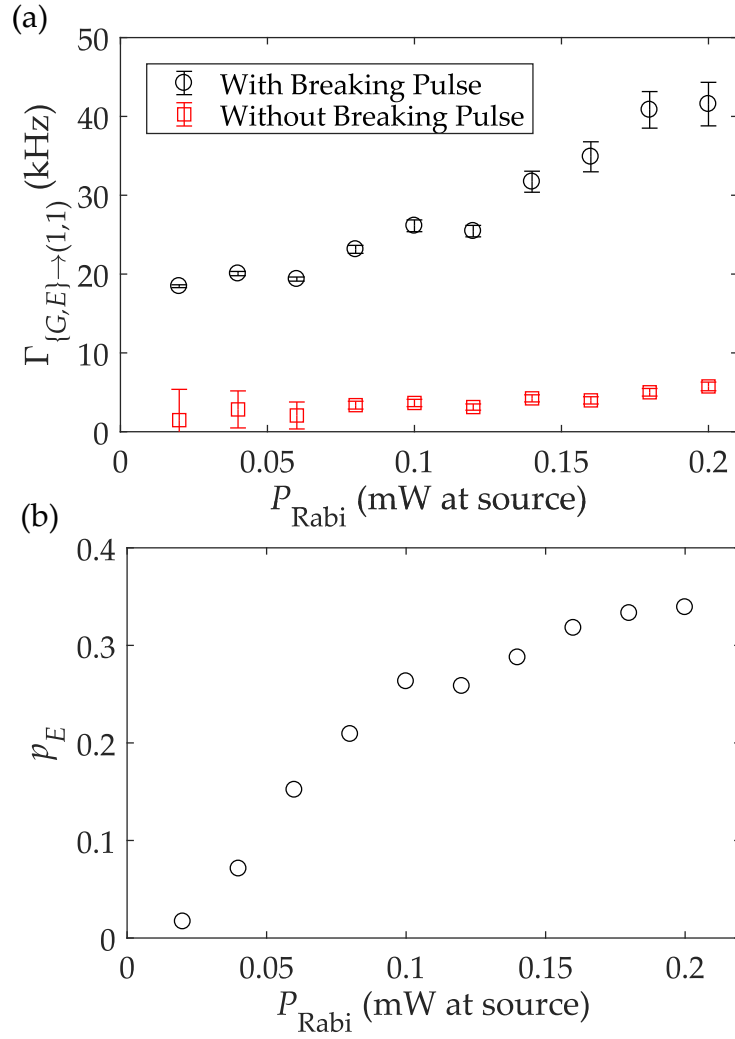 (a)
50
40
30
20
10
0
Γ{G,E}→(1,1) (kHz)
With Breaking Pulse
Without Breaking Pulse
0 0.05 0.1 0.15 0.2
PRabi (mW at source)
(b)
0.4
0.3
0.2
0.1
0
pE
0 0.05 0.1 0.15 0.2
PRabi (mW at source)